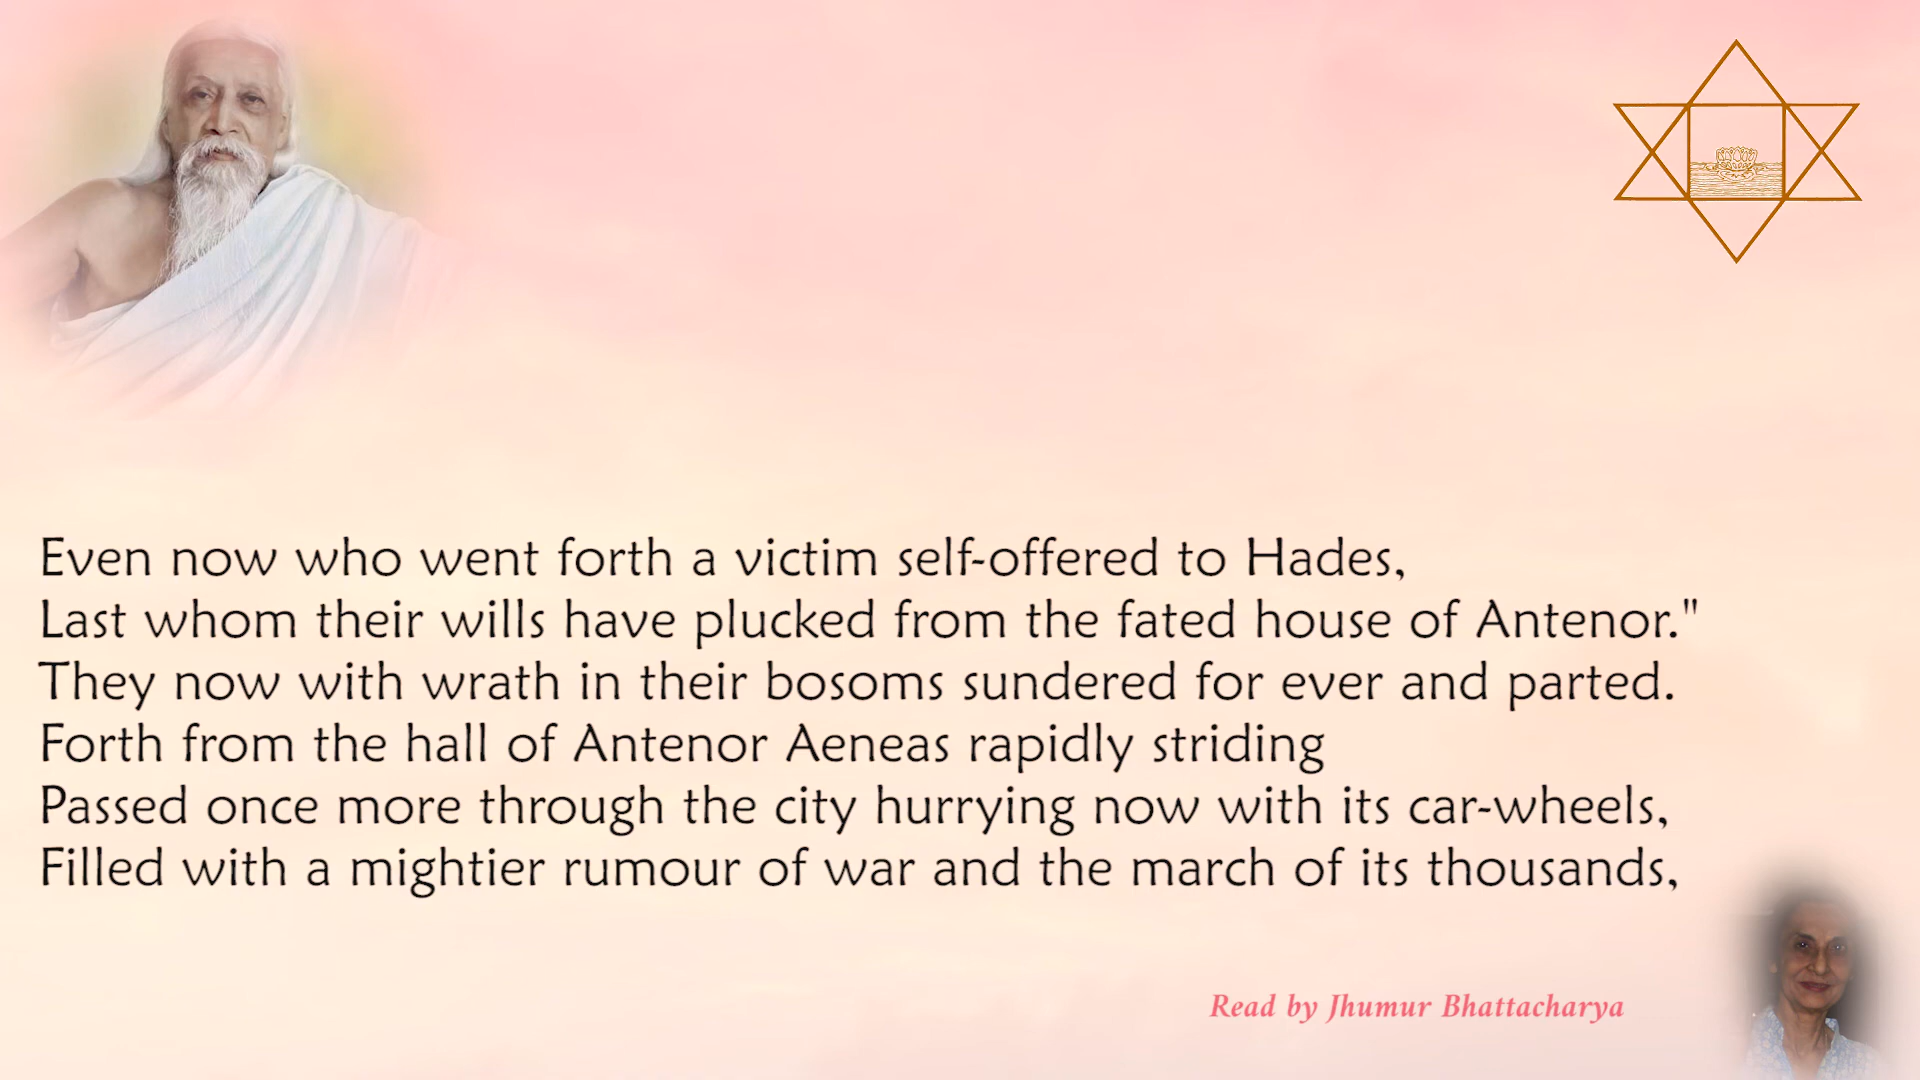 Even now who went forth a victim self-offered to Hades,
Last whom their wills have plucked from the fated house of Antenor."
They now with wrath in their bosoms sundered for ever and parted.
Forth from the hall of Antenor Aeneas rapidly striding
Passed once more through the city hurrying now with its car-wheels,
Filled with a mightier rumour of war and the march of its thousands,
Read by Jhumur Bhattacharya